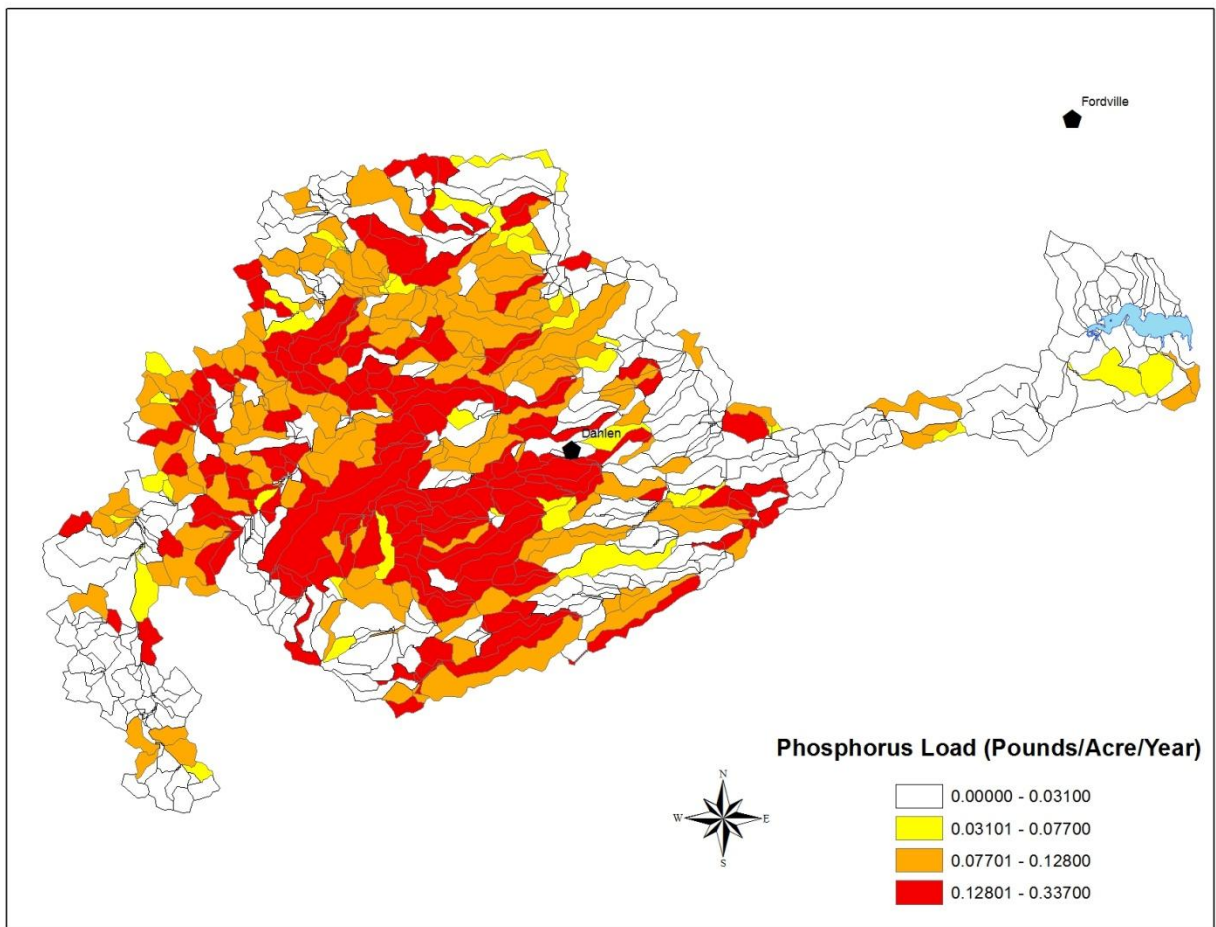 Fordville
Dahlen
Phosphorus Load (Pounds/Acre/Year)
N
W E
S
0.00000 - 0.03100
0.03101 - 0.07700
0.07701 - 0.12800
0.12801 - 0.33700